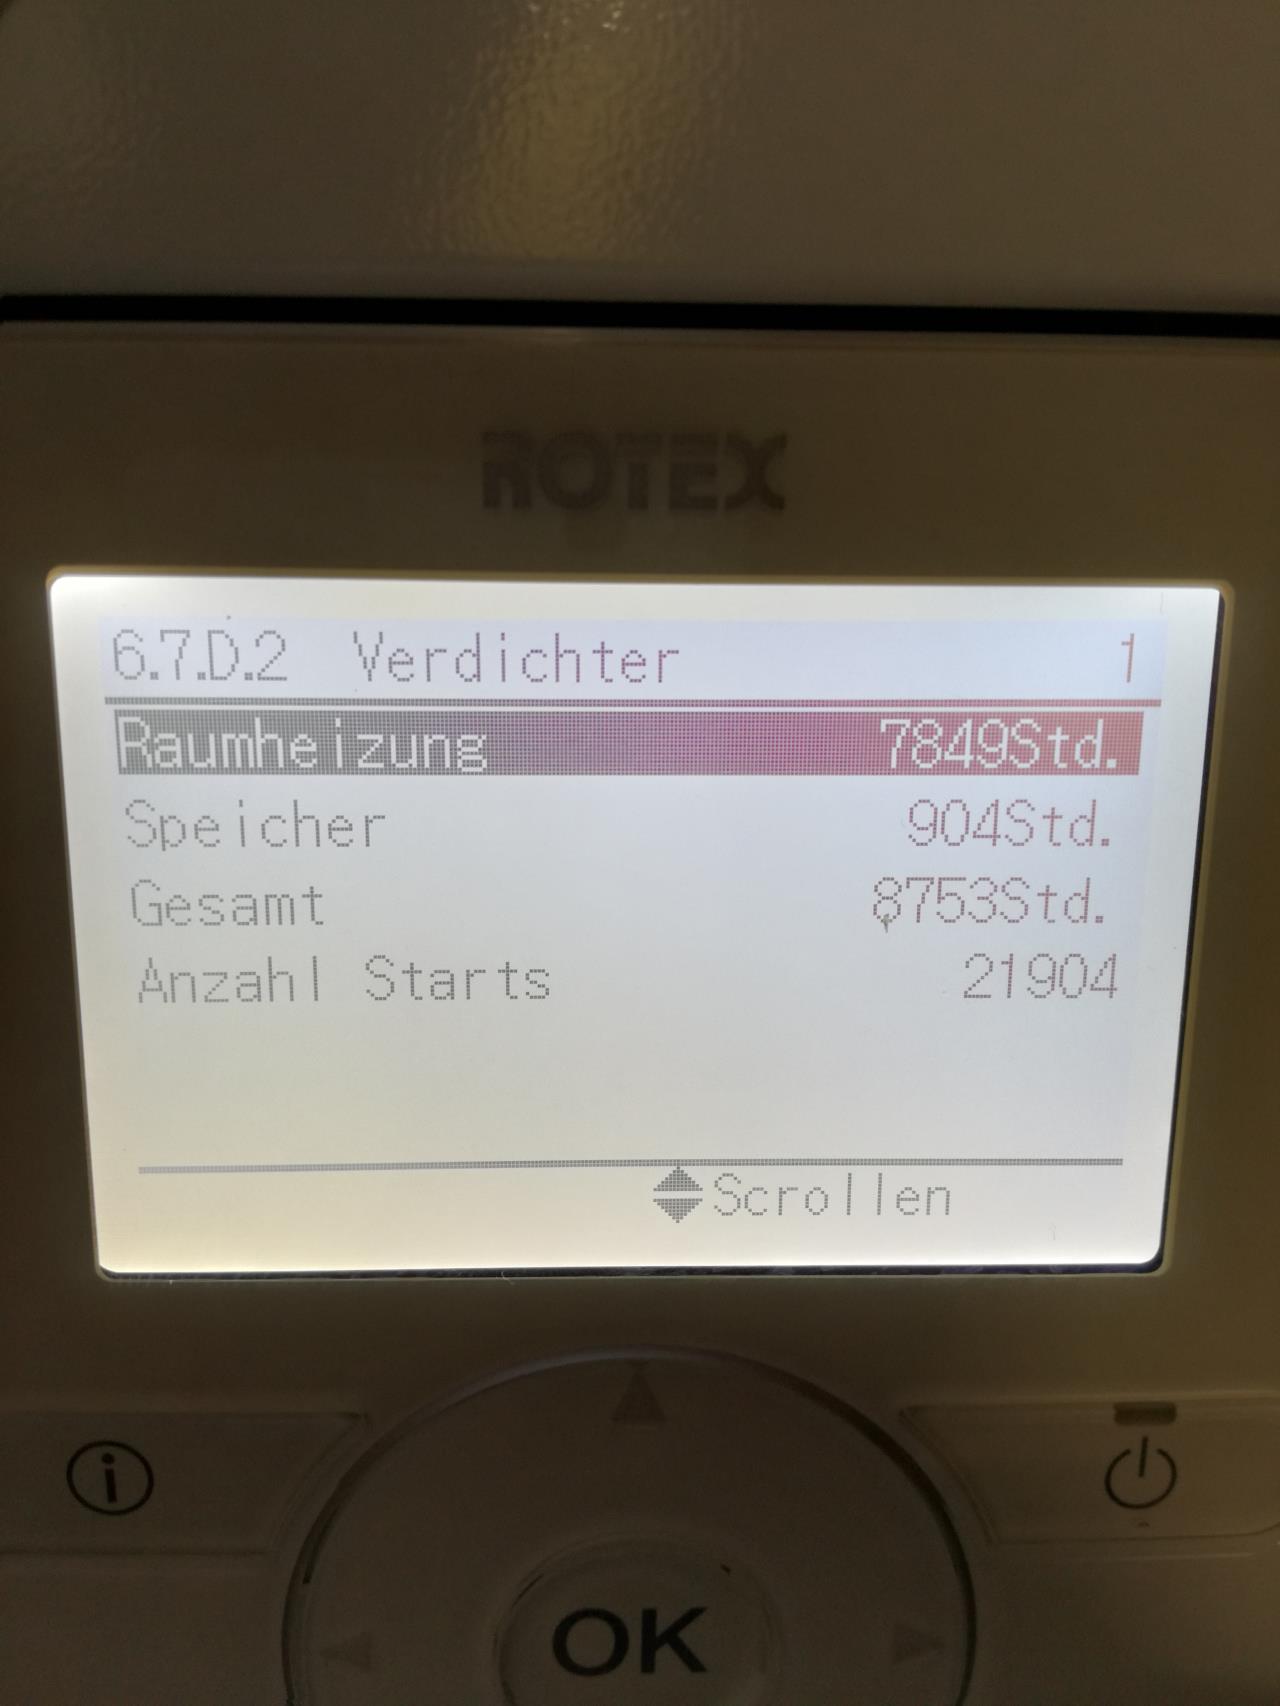 ROTEX
6.7.D.2 Verdichter 1
Raumheizung 7849Std.
Speicher 904Std.
Gesamt 8753Std.
Anzahl Starts 21904
Scrollen
i
OK